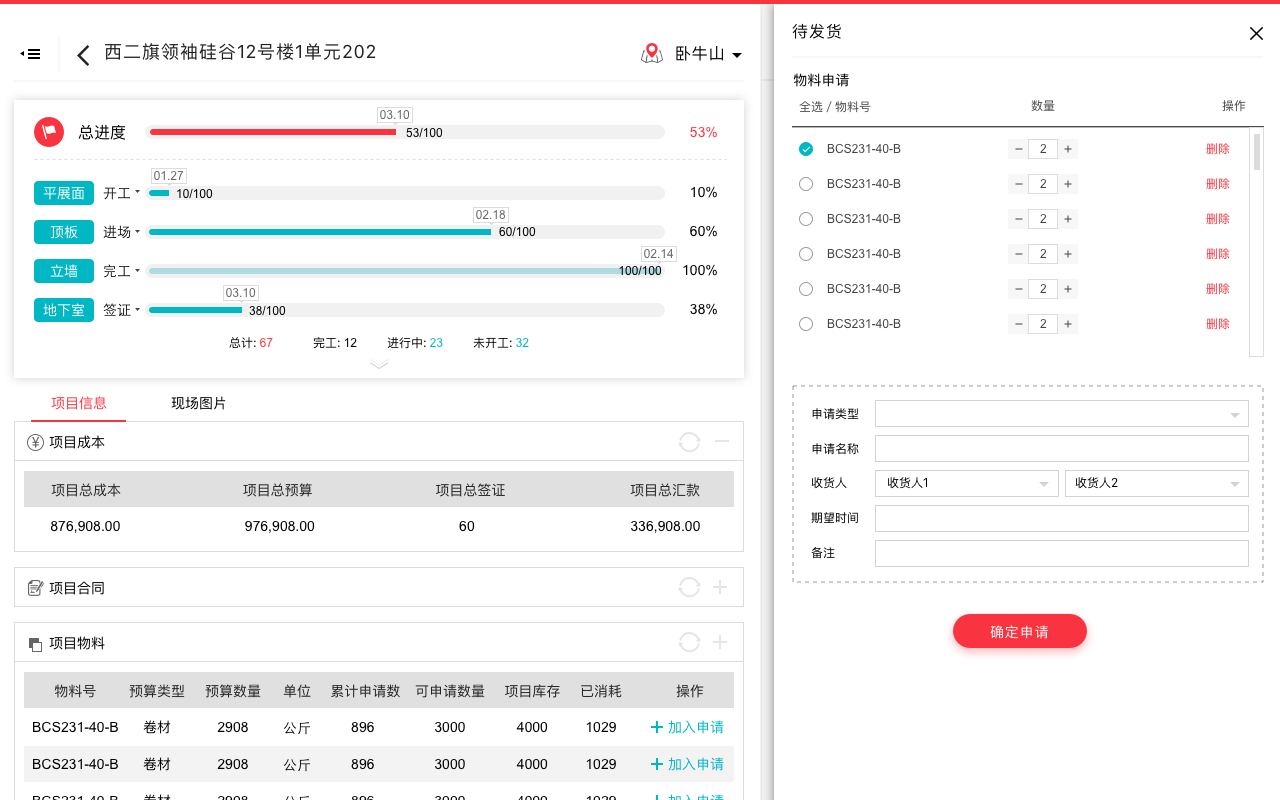 西二旗领袖硅谷12号楼1单元202
卧牛山
03.10
总进度
53/100
53%
01.27
平展面 开工 10/100 10%
02.18
顶板 进场 60/100 60%
02.14
立墙 完工 100/100 100%
03.10
地下室 签证 38/100 38%
总计: 67 完工: 12 进行中: 23 未开工: 32
项目信息 现场图片
¥ 项目成本
项目总成本 项目总预算 项目总签证 项目总汇款
876,908.00 976,908.00 60 336,908.00
项目合同
项目物料
物料号 预算类型 预算数量 单位 累计申请数 可申请数量 项目库存 已消耗 操作
BCS231-40-B 卷材 2908 公斤 896 3000 4000 1029 + 加入申请
BCS231-40-B 卷材 2908 公斤 896 3000 4000 1029 + 加入申请
BCS231-40-B 卷材 2908 公斤 896 3000 4000 1029 + 加入申请
待发货
物料申请
全选 / 物料号 数量 操作
BCS231-40-B − 2 + 删除
BCS231-40-B − 2 + 删除
BCS231-40-B − 2 + 删除
BCS231-40-B − 2 + 删除
BCS231-40-B − 2 + 删除
BCS231-40-B − 2 + 删除
申请类型
申请名称
收货人 收货人1 收货人2
期望时间
备注
确定申请